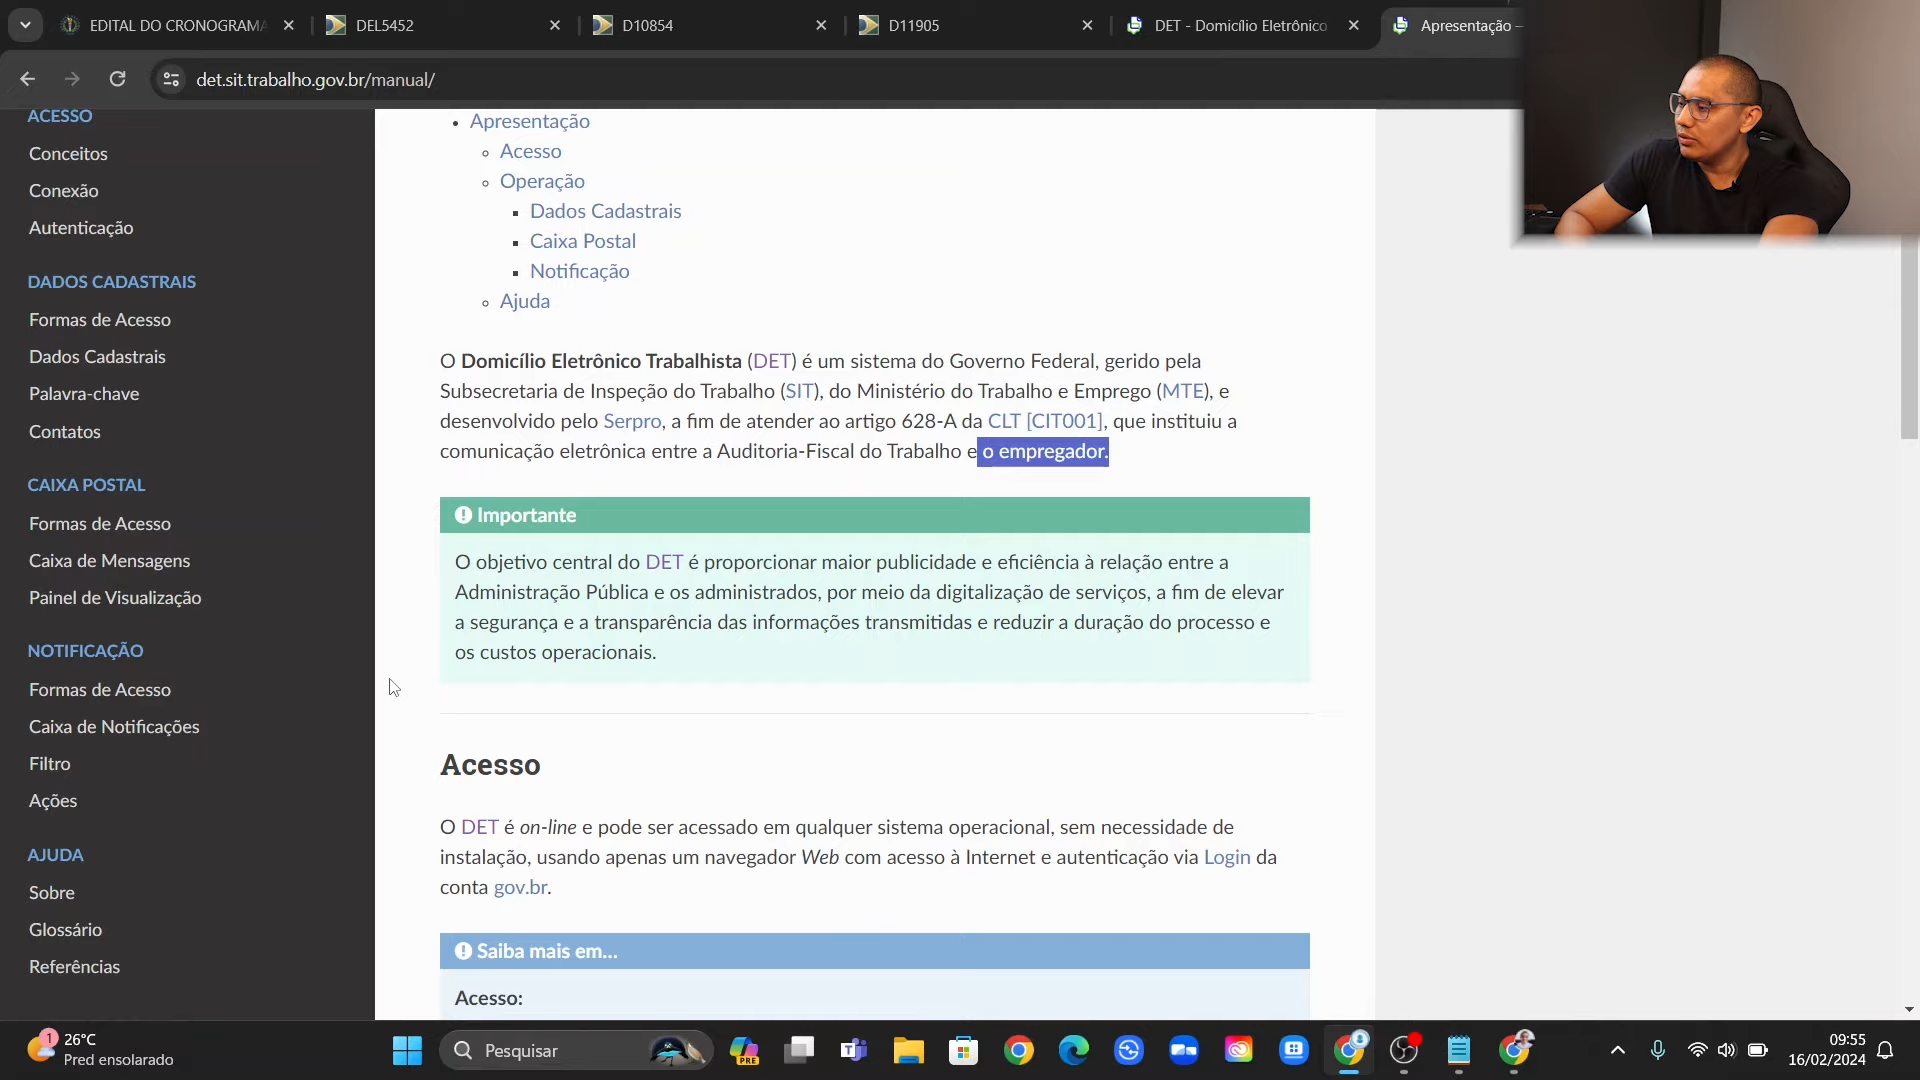 EDITAL DO CRONOGRAMA
DEL5452
D10854
D11905
DET - Domicílio Eletrônico
Apresentação –
det.sit.trabalho.gov.br/manual/
ACESSO
Conceitos
Conexão
Autenticação
DADOS CADASTRAIS
Formas de Acesso
Dados Cadastrais
Palavra-chave
Contatos
CAIXA POSTAL
Formas de Acesso
Caixa de Mensagens
Painel de Visualização
NOTIFICAÇÃO
Formas de Acesso
Caixa de Notificações
Filtro
Ações
AJUDA
Sobre
Glossário
Referências
Apresentação
Acesso
Operação
Dados Cadastrais
Caixa Postal
Notificação
Ajuda
O Domicílio Eletrônico Trabalhista (DET) é um sistema do Governo Federal, gerido pela
Subsecretaria de Inspeção do Trabalho (SIT), do Ministério do Trabalho e Emprego (MTE), e
desenvolvido pelo Serpro, a fim de atender ao artigo 628-A da CLT [CIT001], que instituiu a
comunicação eletrônica entre a Auditoria-Fiscal do Trabalho e o empregador.
Importante
O objetivo central do DET é proporcionar maior publicidade e eficiência à relação entre a
Administração Pública e os administrados, por meio da digitalização de serviços, a fim de elevar
a segurança e a transparência das informações transmitidas e reduzir a duração do processo e
os custos operacionais.
Acesso
O DET é on-line e pode ser acessado em qualquer sistema operacional, sem necessidade de
instalação, usando apenas um navegador Web com acesso à Internet e autenticação via Login da
conta gov.br.
Saiba mais em...
Acesso:
1
26°C
Pred ensolarado
Pesquisar
PRE
09:55
16/02/2024